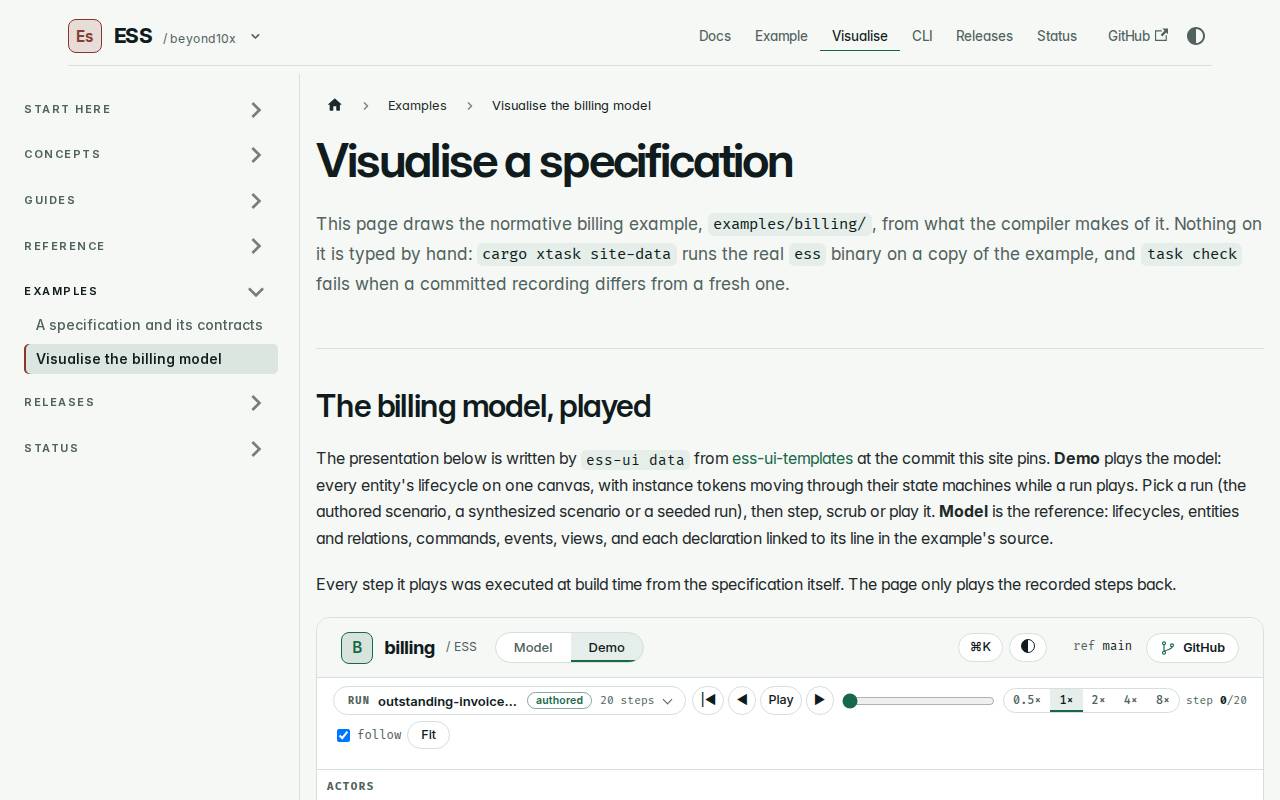 Es ESS / beyond10x
Docs Example Visualise CLI Releases Status GitHub
START HERE
CONCEPTS
GUIDES
REFERENCE
EXAMPLES
A specification and its contracts
Visualise the billing model
RELEASES
STATUS
Examples Visualise the billing model
Visualise a specification
This page draws the normative billing example, examples/billing/, from what the compiler makes of it. Nothing on
it is typed by hand: cargo xtask site-data runs the real ess binary on a copy of the example, and task check
fails when a committed recording differs from a fresh one.
The billing model, played
The presentation below is written by ess-ui data from ess-ui-templates at the commit this site pins. Demo plays the model:
every entity's lifecycle on one canvas, with instance tokens moving through their state machines while a run plays. Pick a run (the
authored scenario, a synthesized scenario or a seeded run), then step, scrub or play it. Model is the reference: lifecycles, entities
and relations, commands, events, views, and each declaration linked to its line in the example's source.
Every step it plays was executed at build time from the specification itself. The page only plays the recorded steps back.
B billing / ESS Model Demo ⌘K ref main GitHub
RUN outstanding-invoice... authored 20 steps Play 0.5× 1× 2× 4× 8× step 0/20
follow Fit
ACTORS